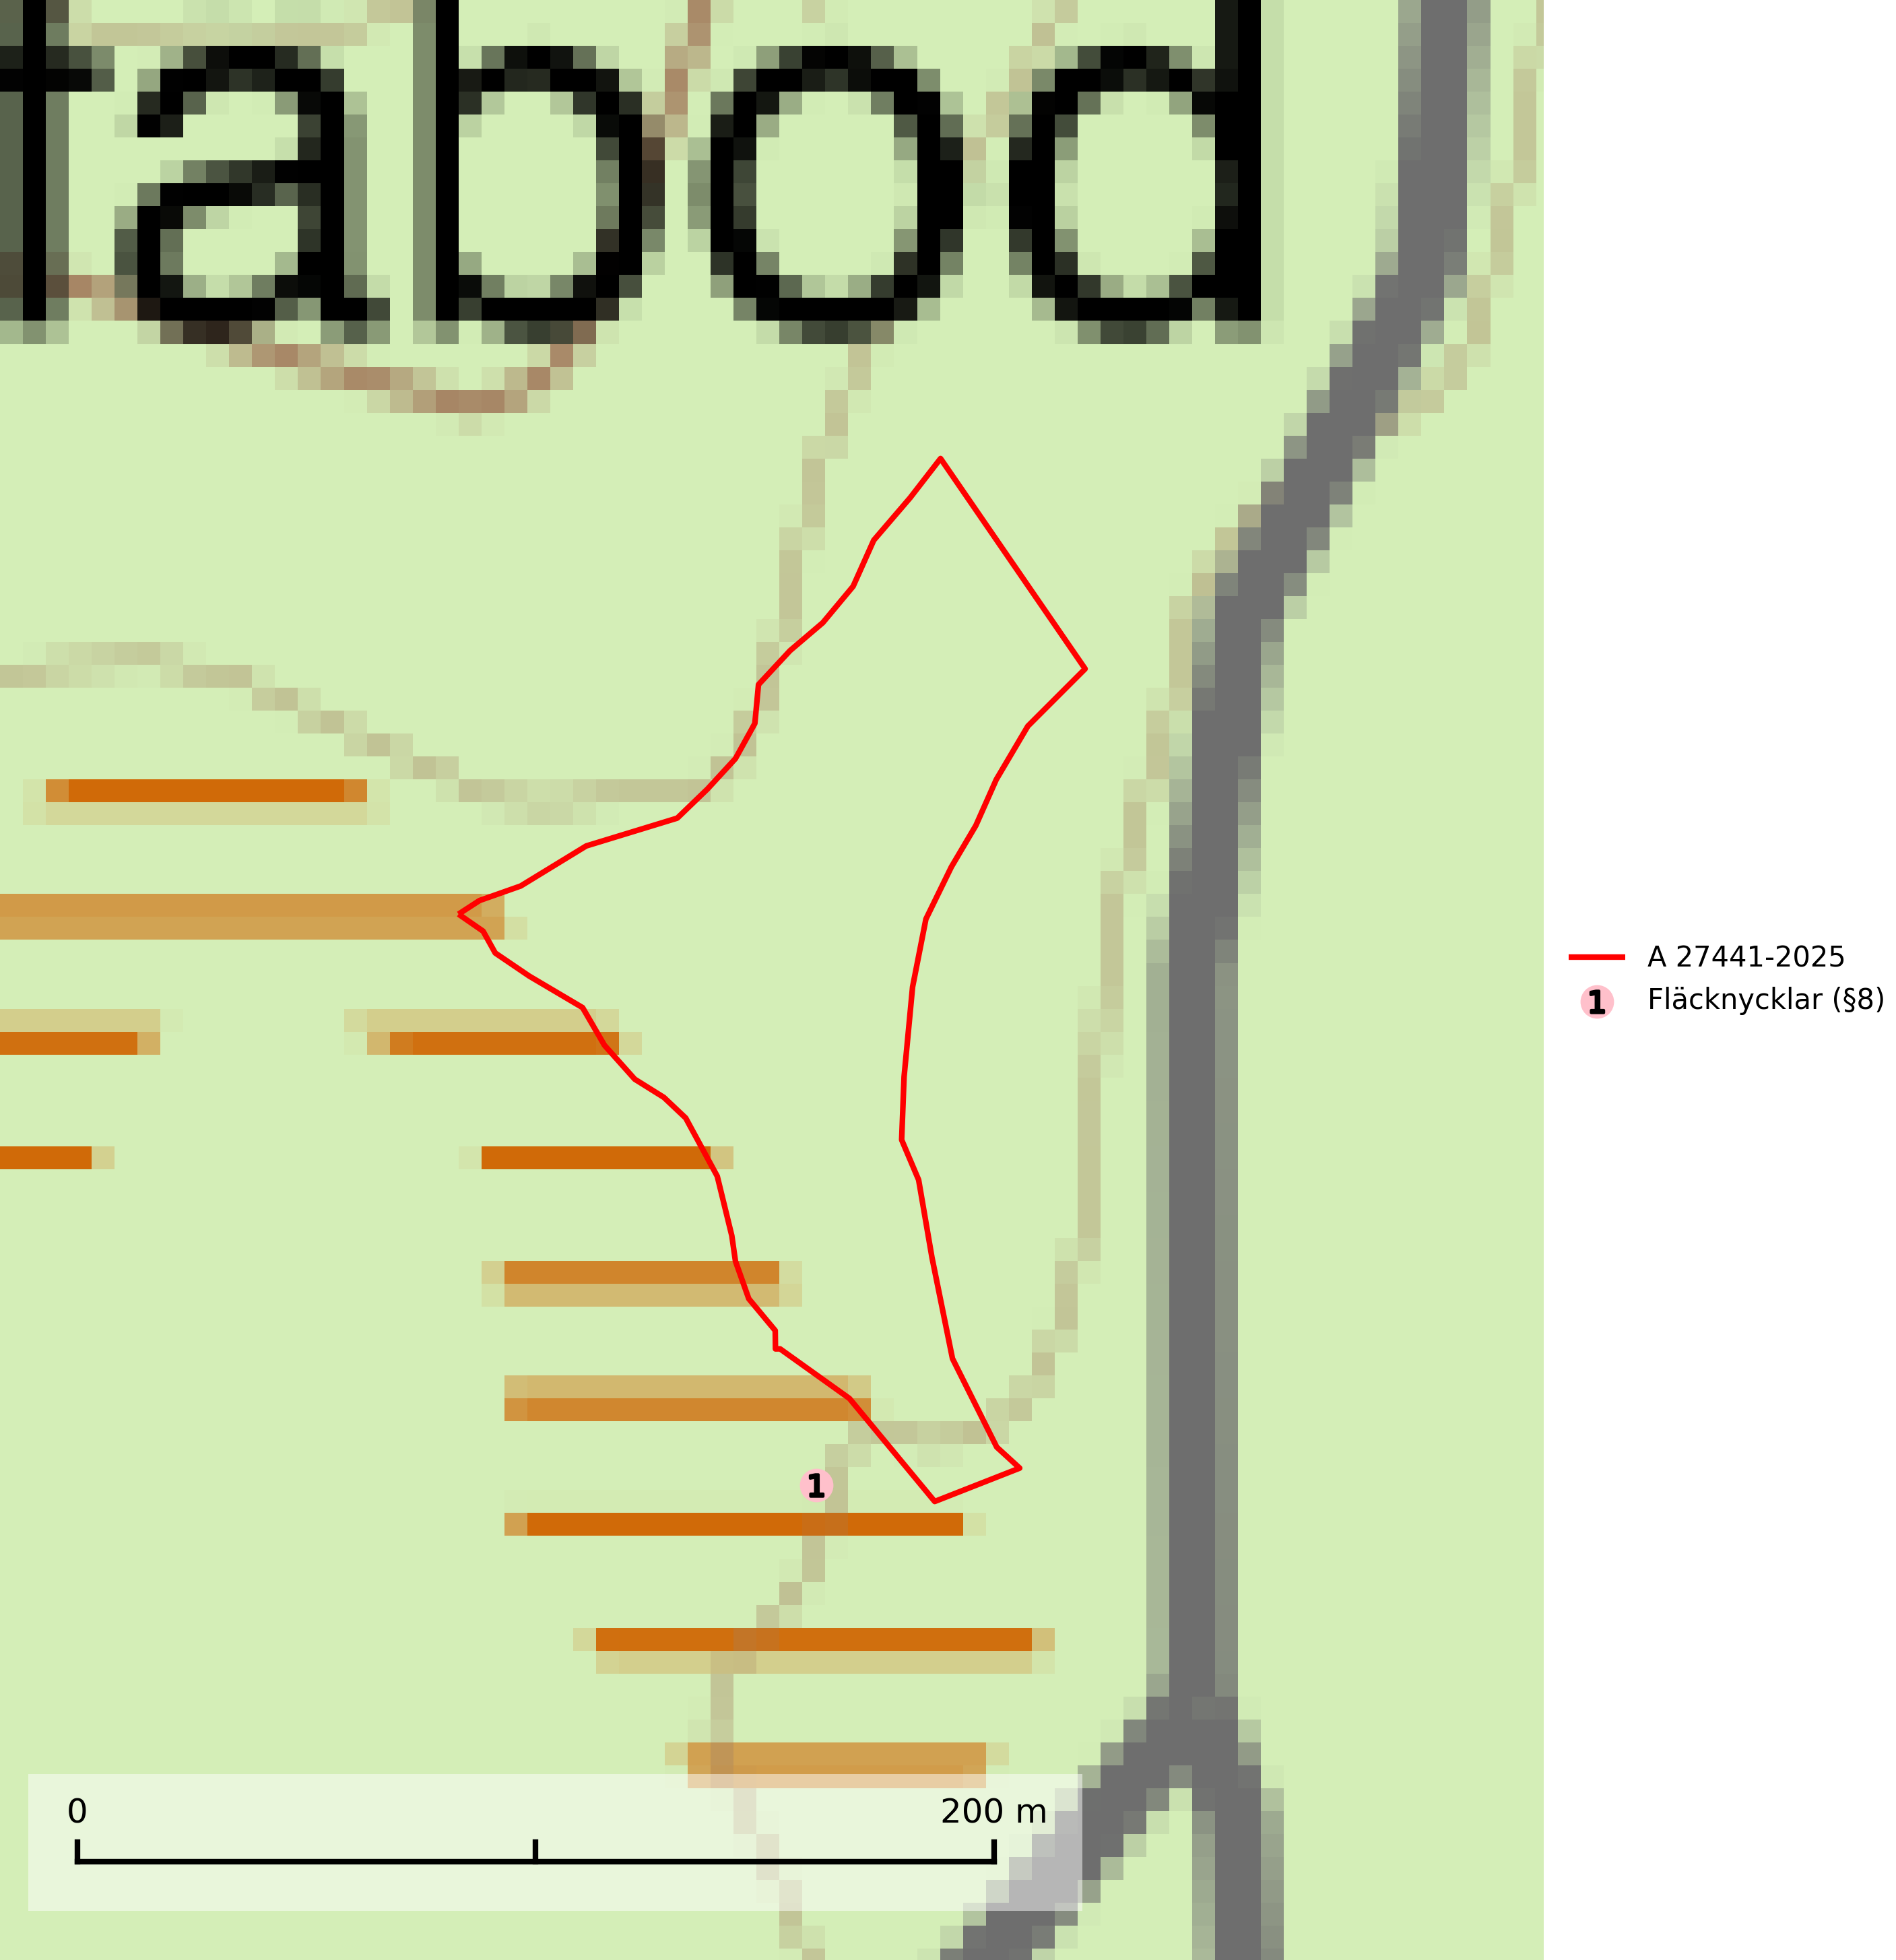 tabod
A 27441-2025
1 Fläcknycklar (§8)
1
0 200 m